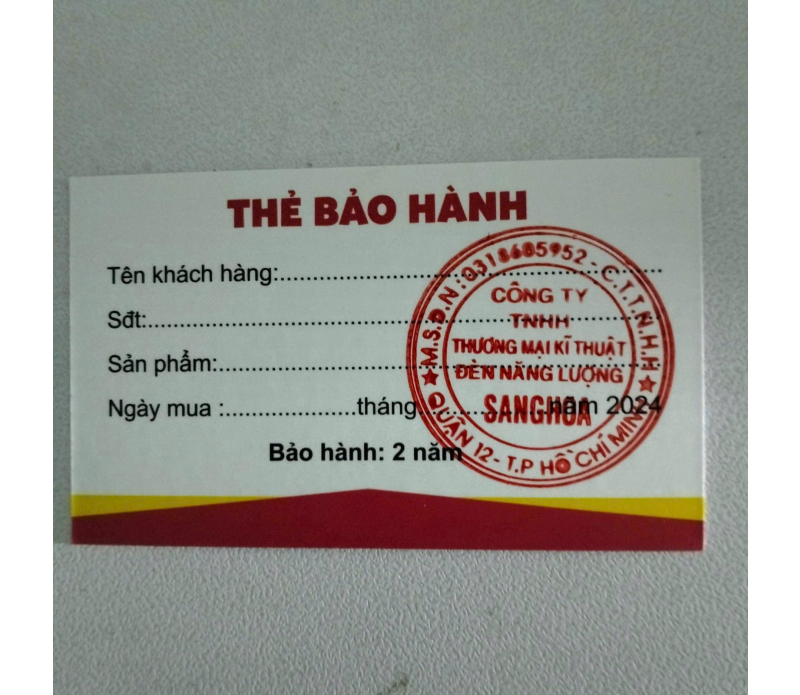 THẺ BẢO HÀNH
Tên khách hàng:
Sđt:
Sản phẩm:
Ngày mua : tháng năm 2024
Bảo hành: 2 năm
M.S.D.N: 0318685952 - C.T.T.N.H.H
CÔNG TY
TNHH
THƯƠNG MẠI KĨ THUẬT
ĐÈN NĂNG LƯỢNG
SANGHOA
QUẬN 12 - T.P HỒ CHÍ MINH